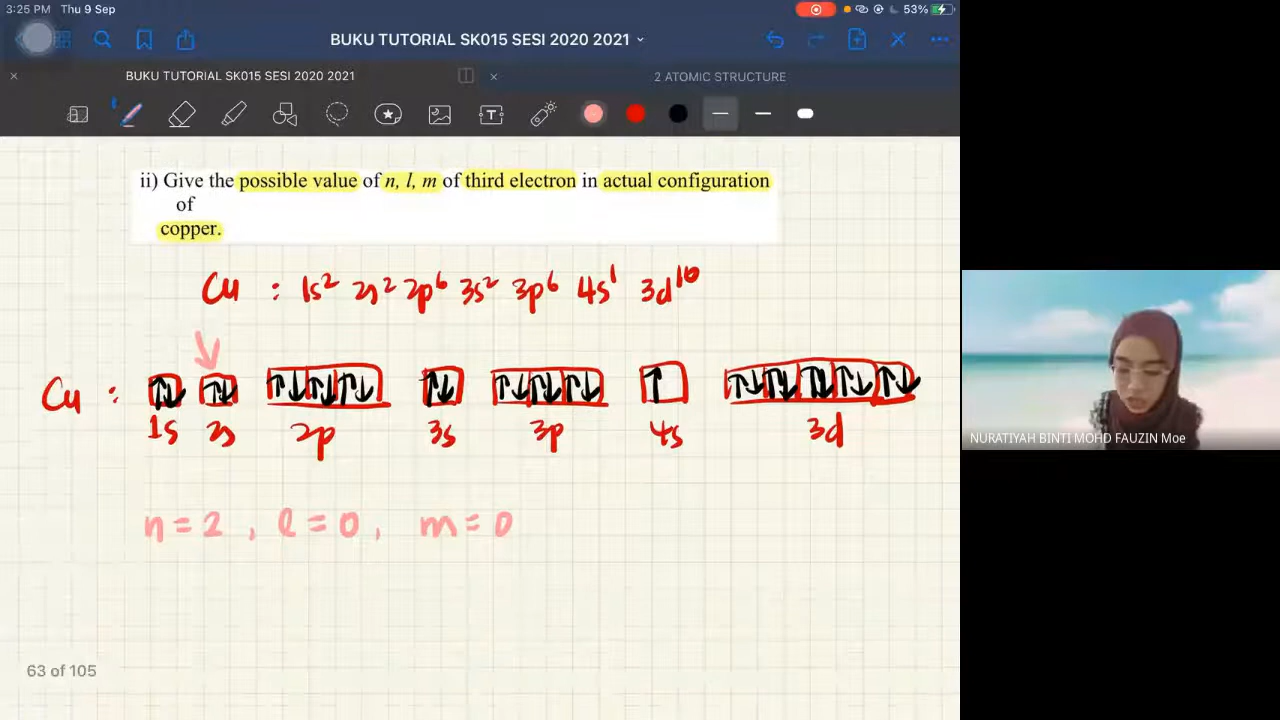 3:25 PM Thu 9 Sep
53%
BUKU TUTORIAL SK015 SESI 2020 2021
BUKU TUTORIAL SK015 SESI 2020 2021
2 ATOMIC STRUCTURE
ii) Give the possible value of n, l, m of third electron in actual configuration
of
copper.
Cu : 1s² 2s² 2p⁶ 3s² 3p⁶ 4s¹ 3d¹⁰
Cu :
1s 2s 2p 3s 3p 4s 3d
n = 2 , l = 0 , m = 0
63 of 105
NURATIYAH BINTI MOHD FAUZIN Moe